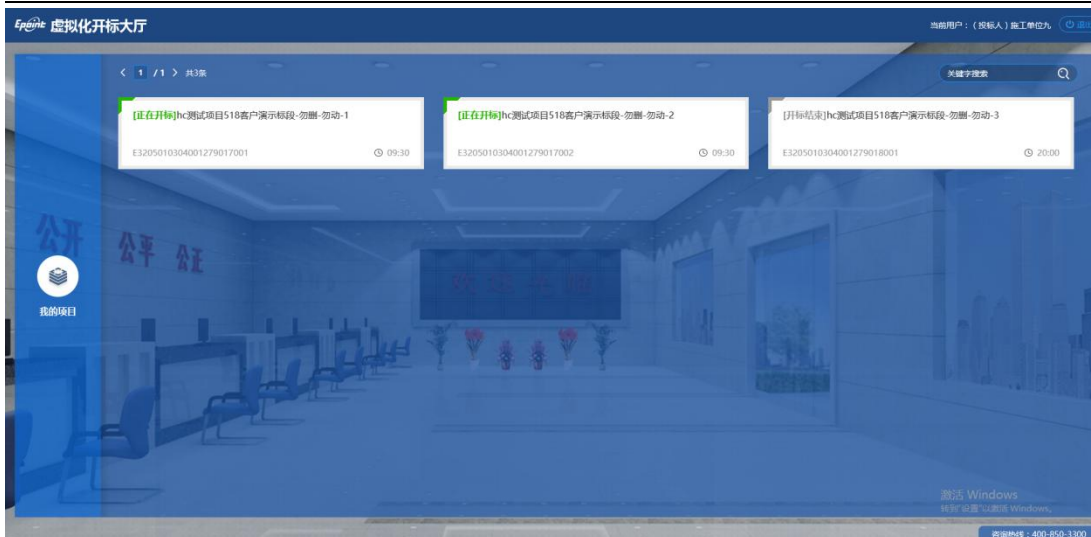 Epoint 虚拟化开标大厅
当前用户：(投标人) 施工单位九
1 /1 共3条
关键字搜索
[正在开标]hc测试项目518客户演示标段-勿删-勿动-1
E3205010304001279017001 09:30
[正在开标]hc测试项目518客户演示标段-勿删-勿动-2
E3205010304001279017002 09:30
[开标结束]hc测试项目518客户演示标段-勿删-勿动-3
E3205010304001279018001 20:00
公开 公平 公正
我的项目
激活 Windows
转到"设置"以激活 Windows。
咨询热线：400-850-3300